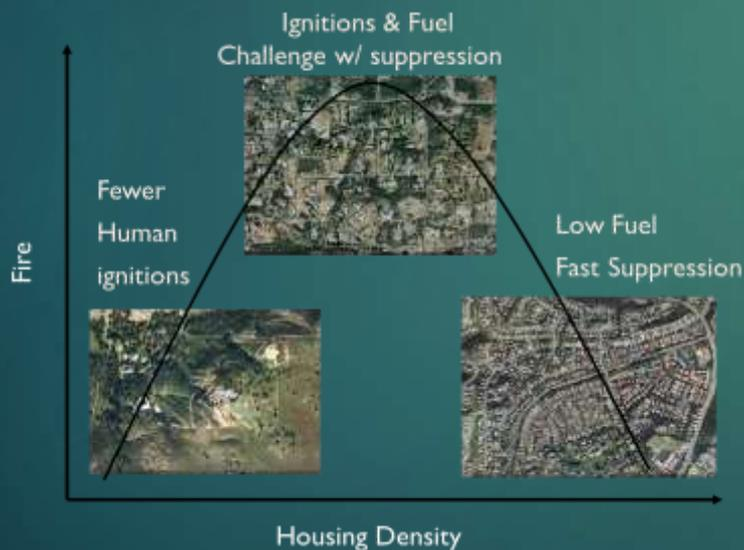 Ignitions & Fuel
Challenge w/ suppression
Fewer
Human
ignitions
Low Fuel
Fast Suppression
Fire
Housing Density